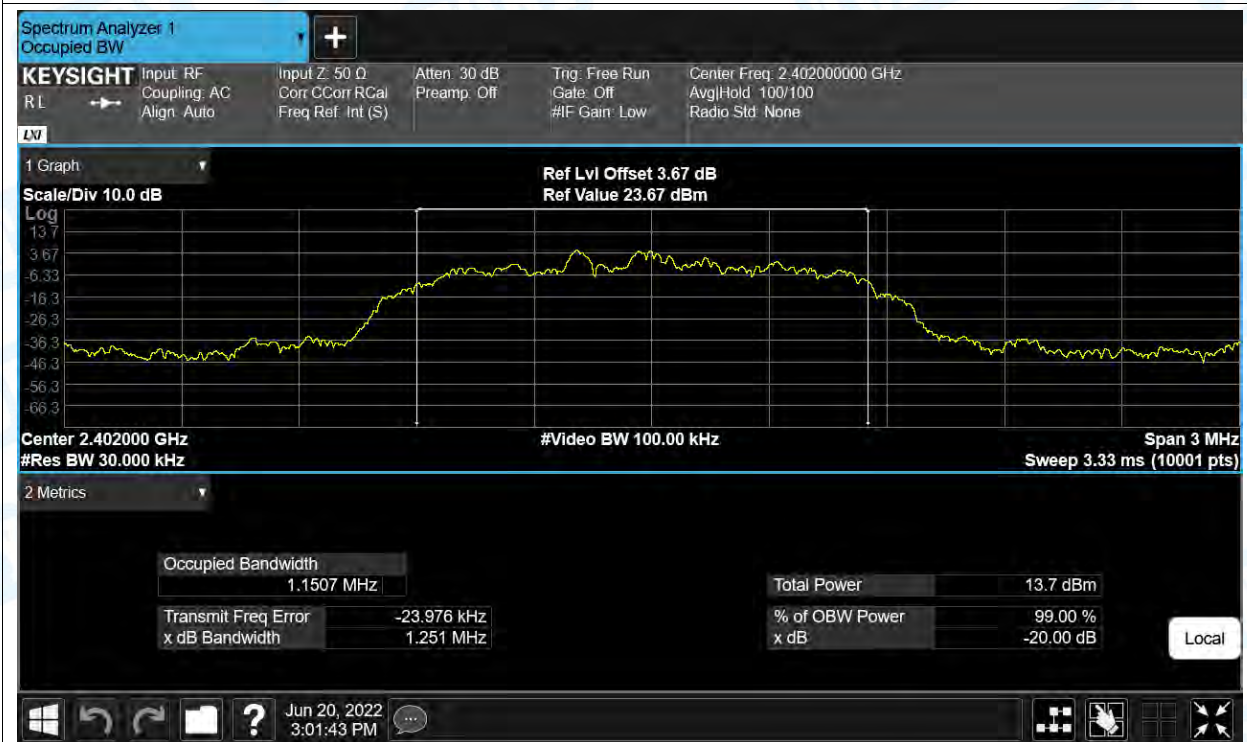 Spectrum Analyzer 1
Occupied BW
+
KEYSIGHT
RL
LXI
Input: RF
Coupling: AC
Align: Auto
Input Z: 50 Ω
Corr CCorr RCal
Freq Ref: Int (S)
Atten: 30 dB
Preamp: Off
Trig: Free Run
Gate: Off
#IF Gain: Low
Center Freq: 2.402000000 GHz
Avg|Hold: 100/100
Radio Std: None
1 Graph
Scale/Div 10.0 dB
Ref Lvl Offset 3.67 dB
Ref Value 23.67 dBm
Log
13.7
3.67
-6.33
-16.3
-26.3
-36.3
-46.3
-56.3
-66.3
Center 2.402000 GHz
#Res BW 30.000 kHz
#Video BW 100.00 kHz
Span 3 MHz
Sweep 3.33 ms (10001 pts)
2 Metrics
Occupied Bandwidth
1.1507 MHz
Transmit Freq Error -23.976 kHz
x dB Bandwidth 1.251 MHz
Total Power 13.7 dBm
% of OBW Power 99.00 %
x dB -20.00 dB
Local
?
Jun 20, 2022
3:01:43 PM